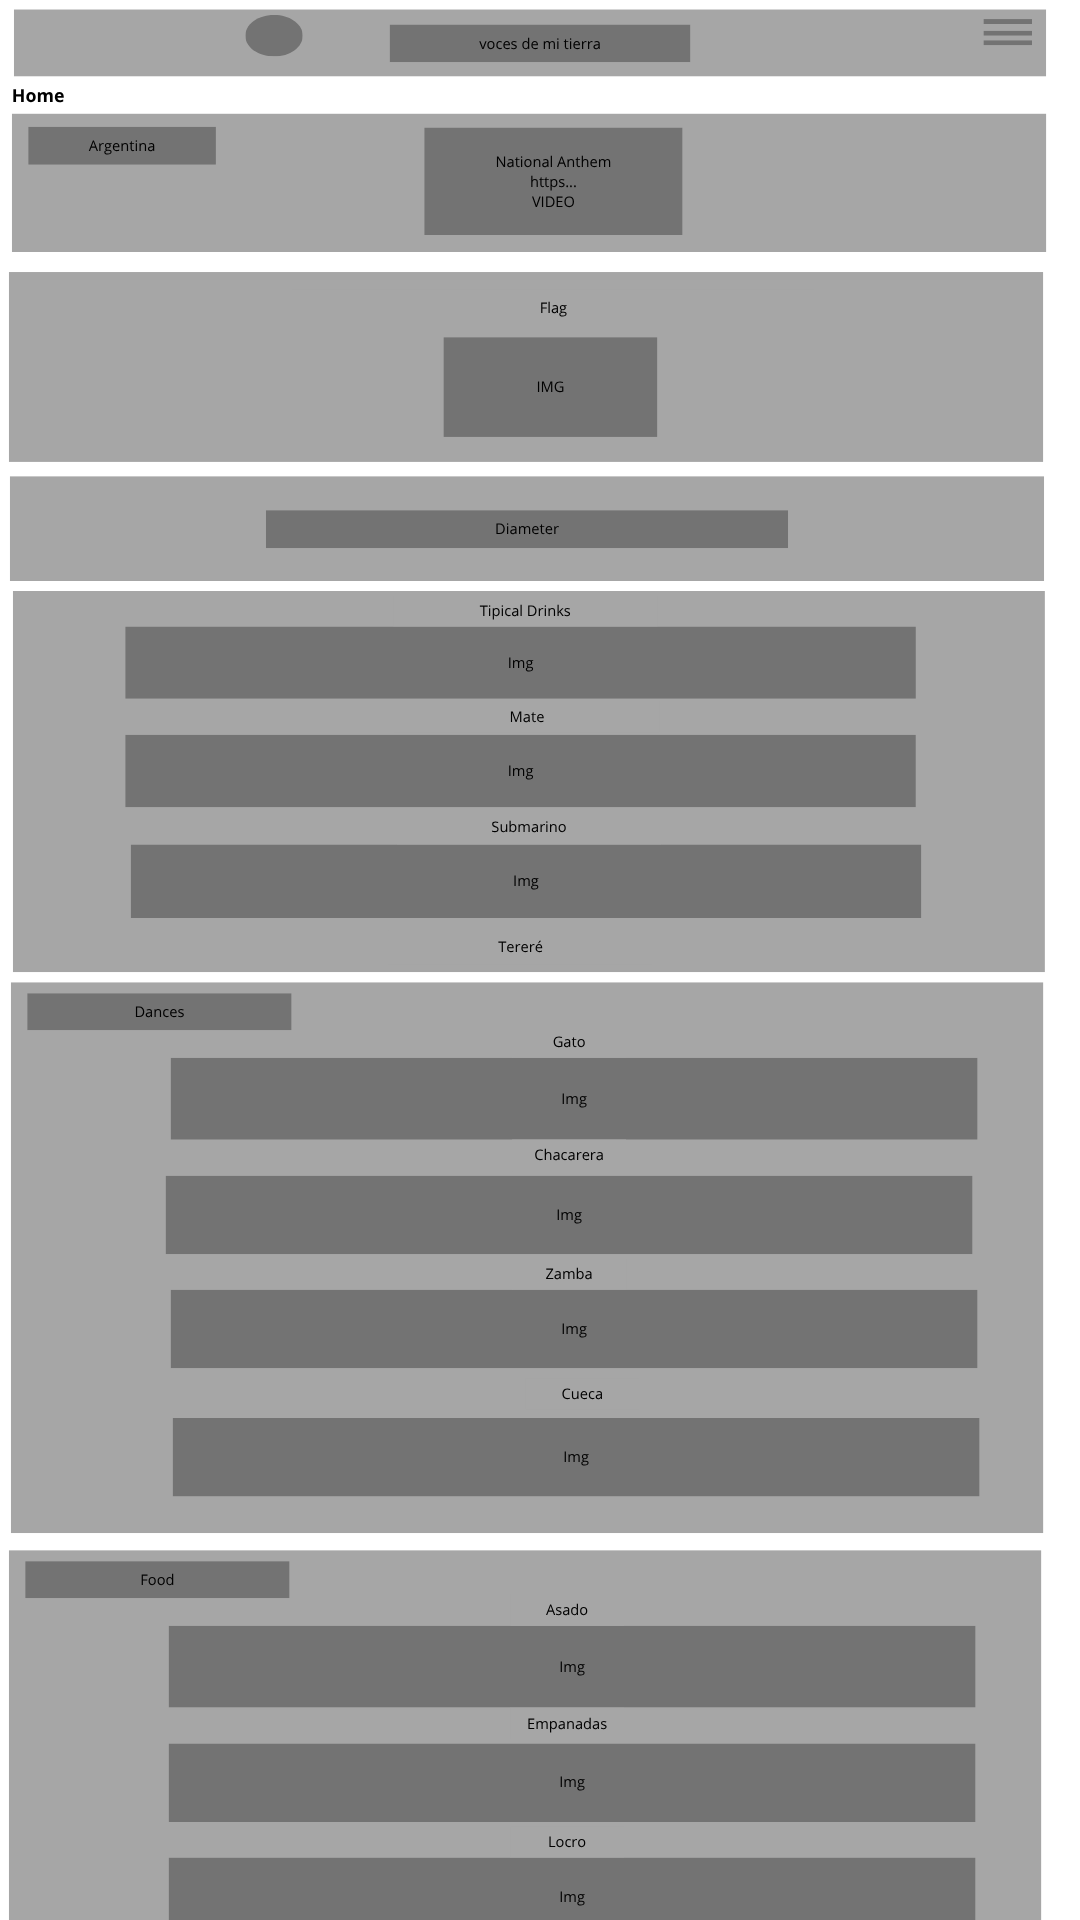 voces de mi tierra
Home
Argentina
National Anthem
https...
VIDEO
Flag
IMG
Diameter
Tipical Drinks
Img
Mate
Img
Submarino
Img
Tereré
Dances
Gato
Img
Chacarera
Img
Zamba
Img
Cueca
Img
Food
Asado
Img
Empanadas
Img
Locro
Img